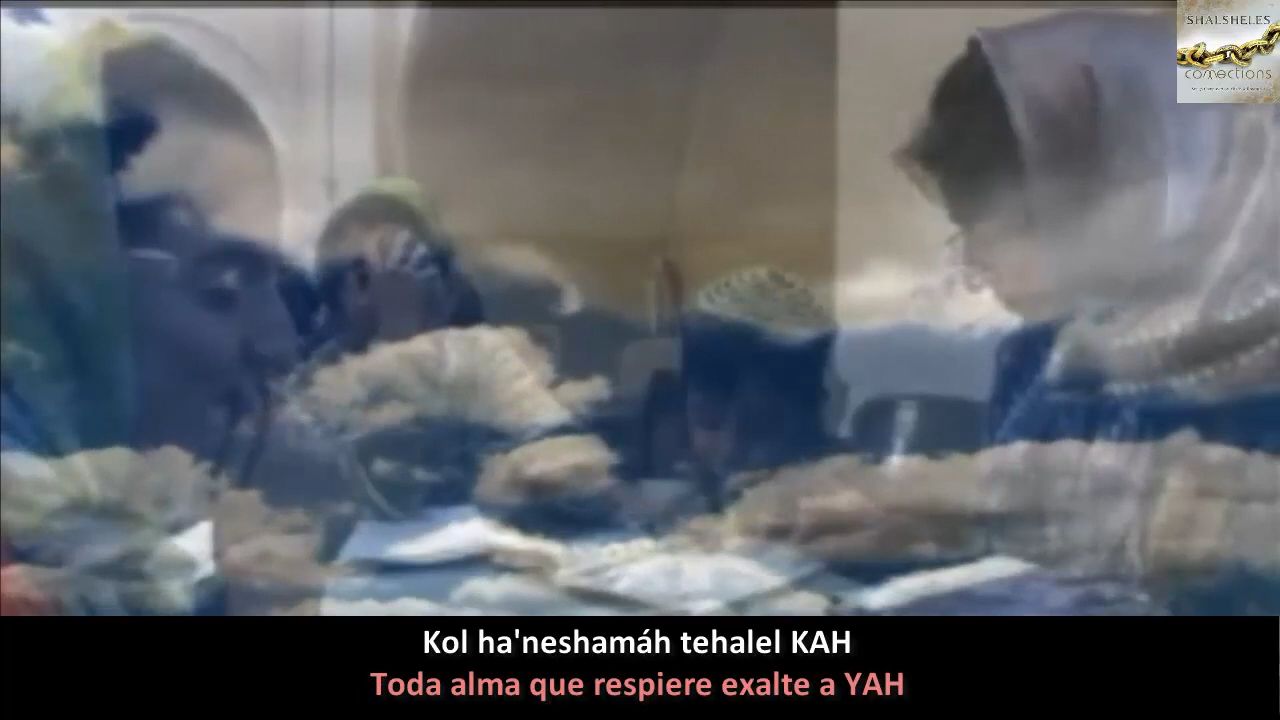 SHALSHELES
connections
Kol ha'neshamáh tehalel KAH
Toda alma que respiere exalte a YAH